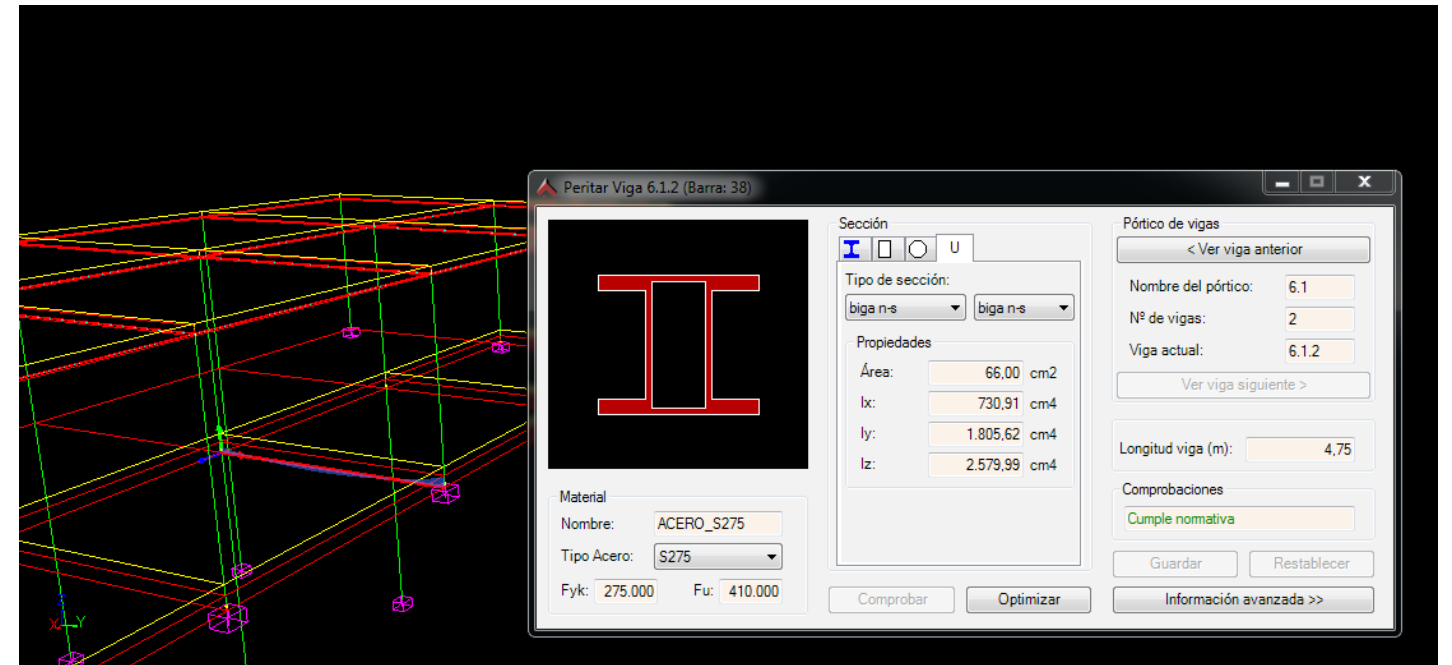 Peritar Viga 6.1.2 (Barra: 38)
Sección
U
Tipo de sección:
biga n-s
biga n-s
Propiedades
Área: 66,00 cm2
Ix: 730,91 cm4
Iy: 1.805,62 cm4
Iz: 2.579,99 cm4
Material
Nombre: ACERO_S275
Tipo Acero: S275
Fyk: 275.000 Fu: 410.000
Comprobar
Optimizar
Pórtico de vigas
< Ver viga anterior
Nombre del pórtico: 6.1
Nº de vigas: 2
Viga actual: 6.1.2
Ver viga siguiente >
Longitud viga (m): 4,75
Comprobaciones
Cumple normativa
Guardar
Restablecer
Información avanzada >>
Z
X
Y